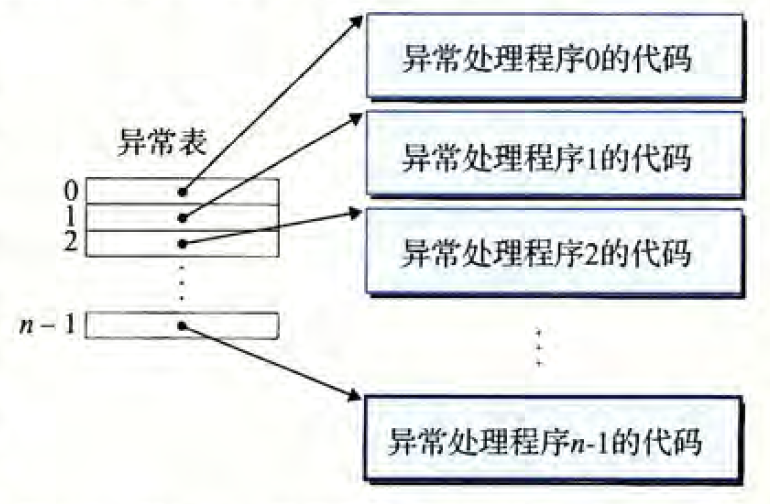 异常处理程序0的代码
异常表
异常处理程序1的代码
0
1
2
异常处理程序2的代码
n – 1
异常处理程序n-1的代码